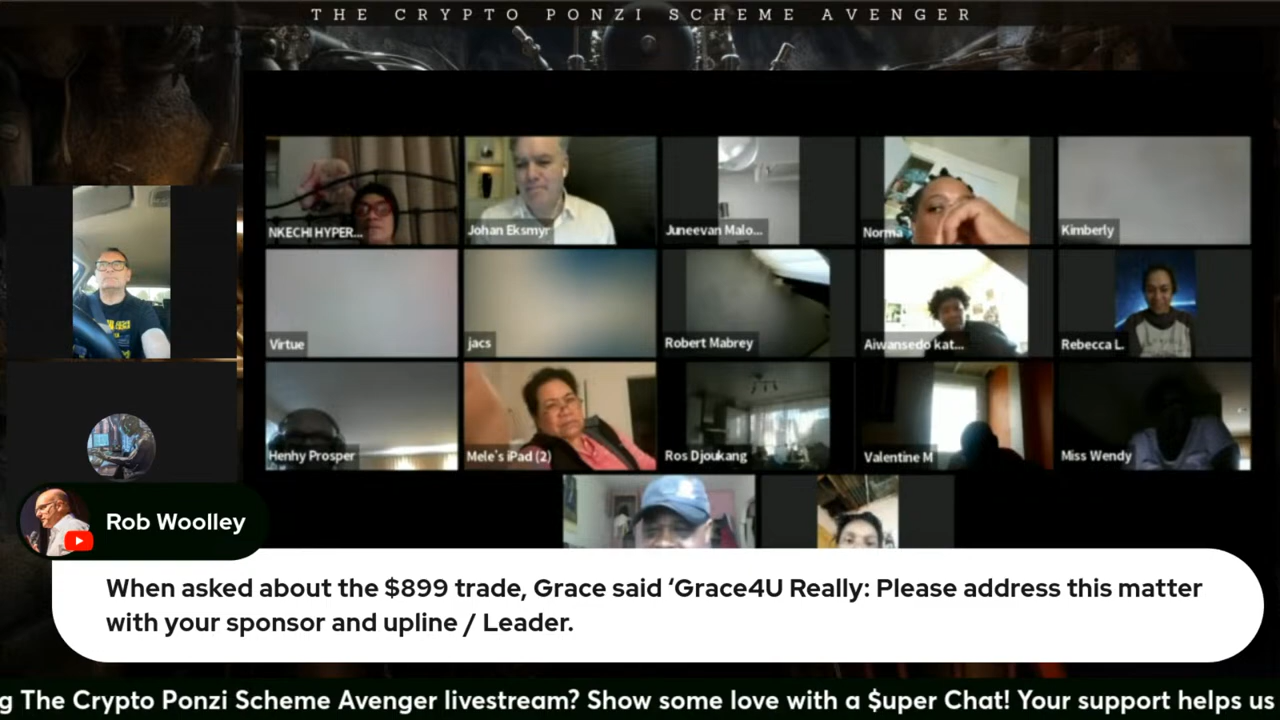 THE CRYPTO PONZI SCHEME AVENGER
NKECHI HYPER...
Johan Eksmyr
Juneevan Malo...
Norma
Kimberly
Virtue
jacs
Robert Mabrey
Aiwansedo kat...
Rebecca L.
Henhy Prosper
Mele's iPad (2)
Ros Djoukang
Valentine M
Miss Wendy
Rob Woolley
When asked about the $899 trade, Grace said ‘Grace4U Really: Please address this matter
with your sponsor and upline / Leader.
g The Crypto Ponzi Scheme Avenger livestream? Show some love with a $uper Chat! Your support helps us